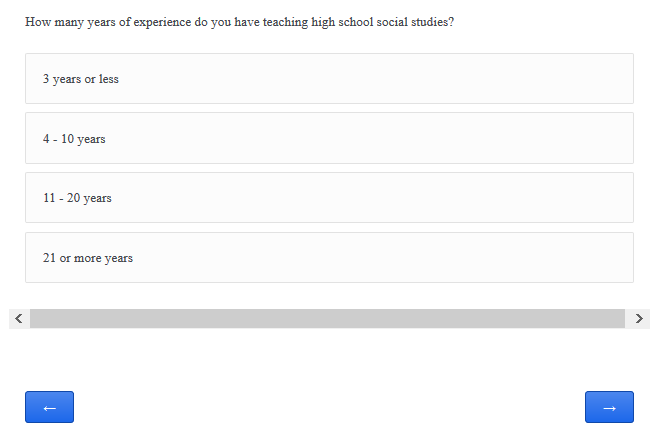 How many years of experience do you have teaching high school social studies?
3 years or less
4 - 10 years
11 - 20 years
21 or more years
← →